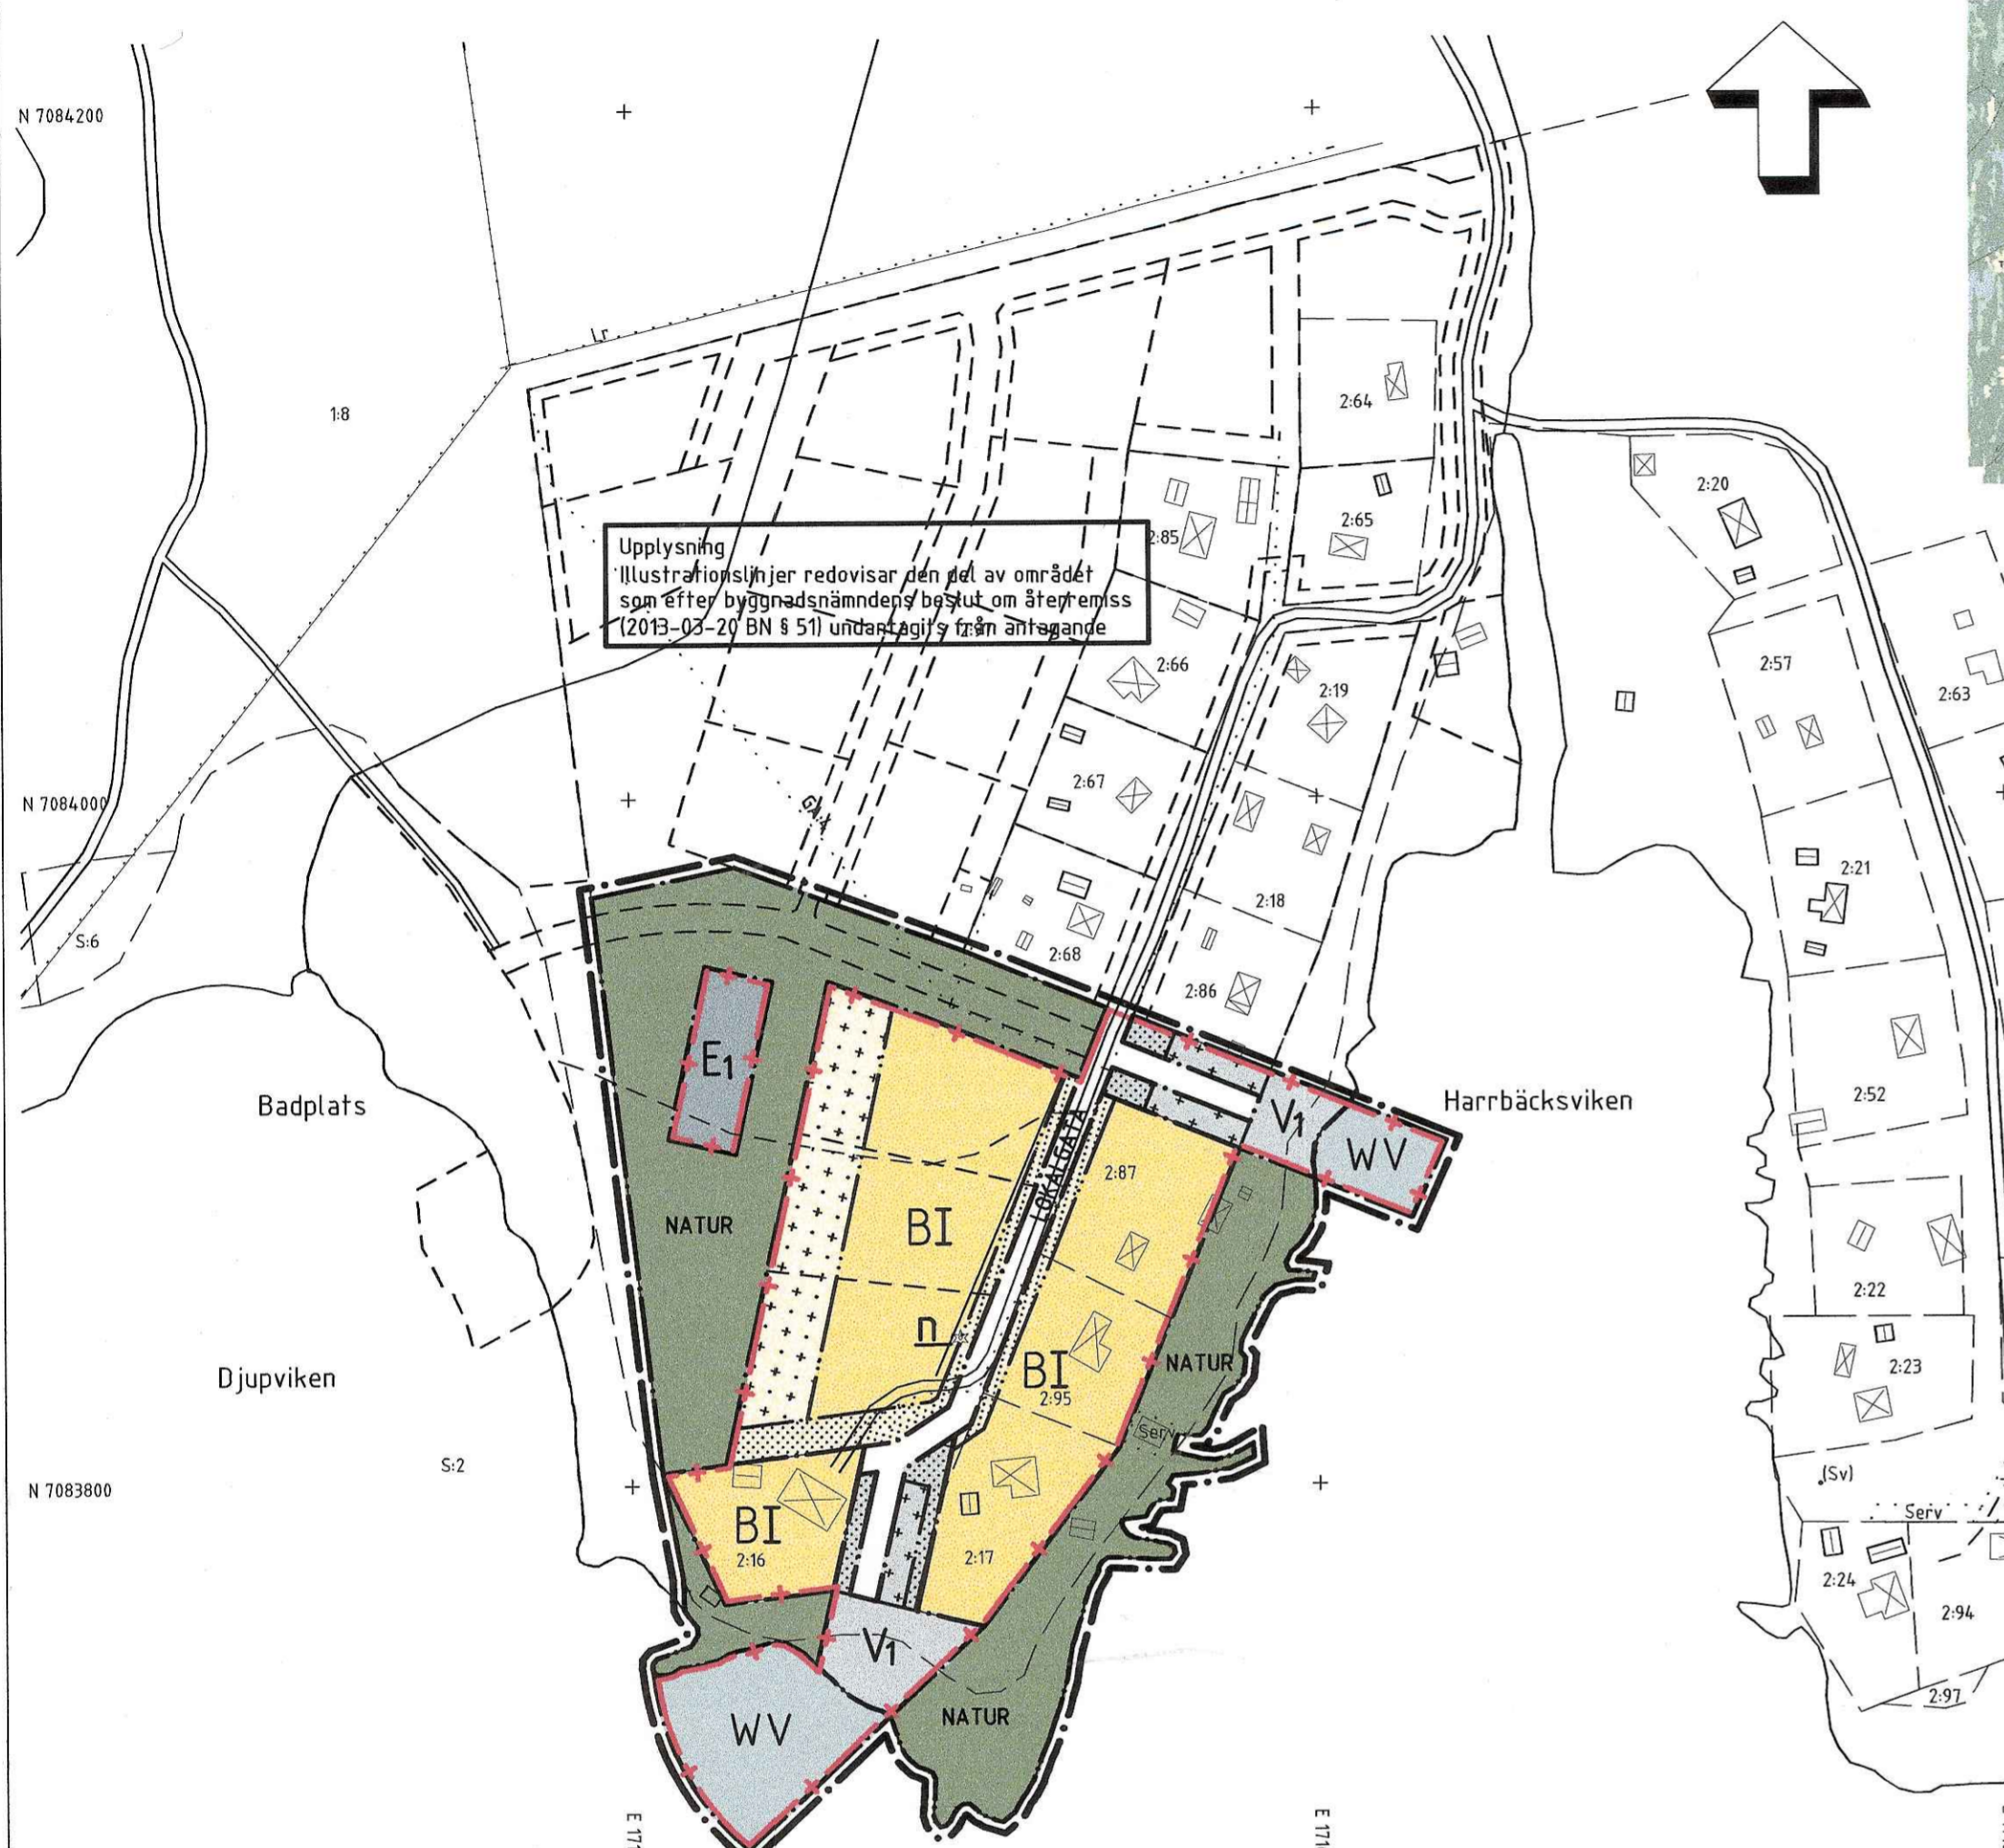 N 7084200
Lr
1:8
2:64
2:20
2:65
2:85
Upplysning
Illustrationslinjer redovisar den del av området
som efter byggnadsnämndens beslut om återremiss
(2013-03-20 BN § 51) undantagits från antagande
2:66
2:19
2:57
2:63
2:67
N 7084000
2:21
2:18
S:6
2:68
2:86
E1
Badplats
V1
Harrbäcksviken
2:52
WV
LOKALGATA
2:87
NATUR
BI
2:22
n
Djupviken
BI
NATUR
2:23
2:95
Serv
S:2
(Sv)
N 7083800
Serv
BI
2:16
2:17
2:24
2:94
V1
2:97
WV
NATUR
E 171
E 171